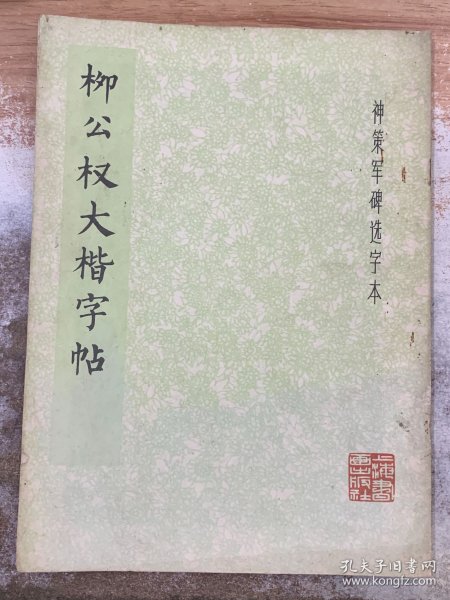 柳公权大楷字帖
神策军碑选字本
上海书
画出版社
孔夫子旧书网
www.kongfz.com